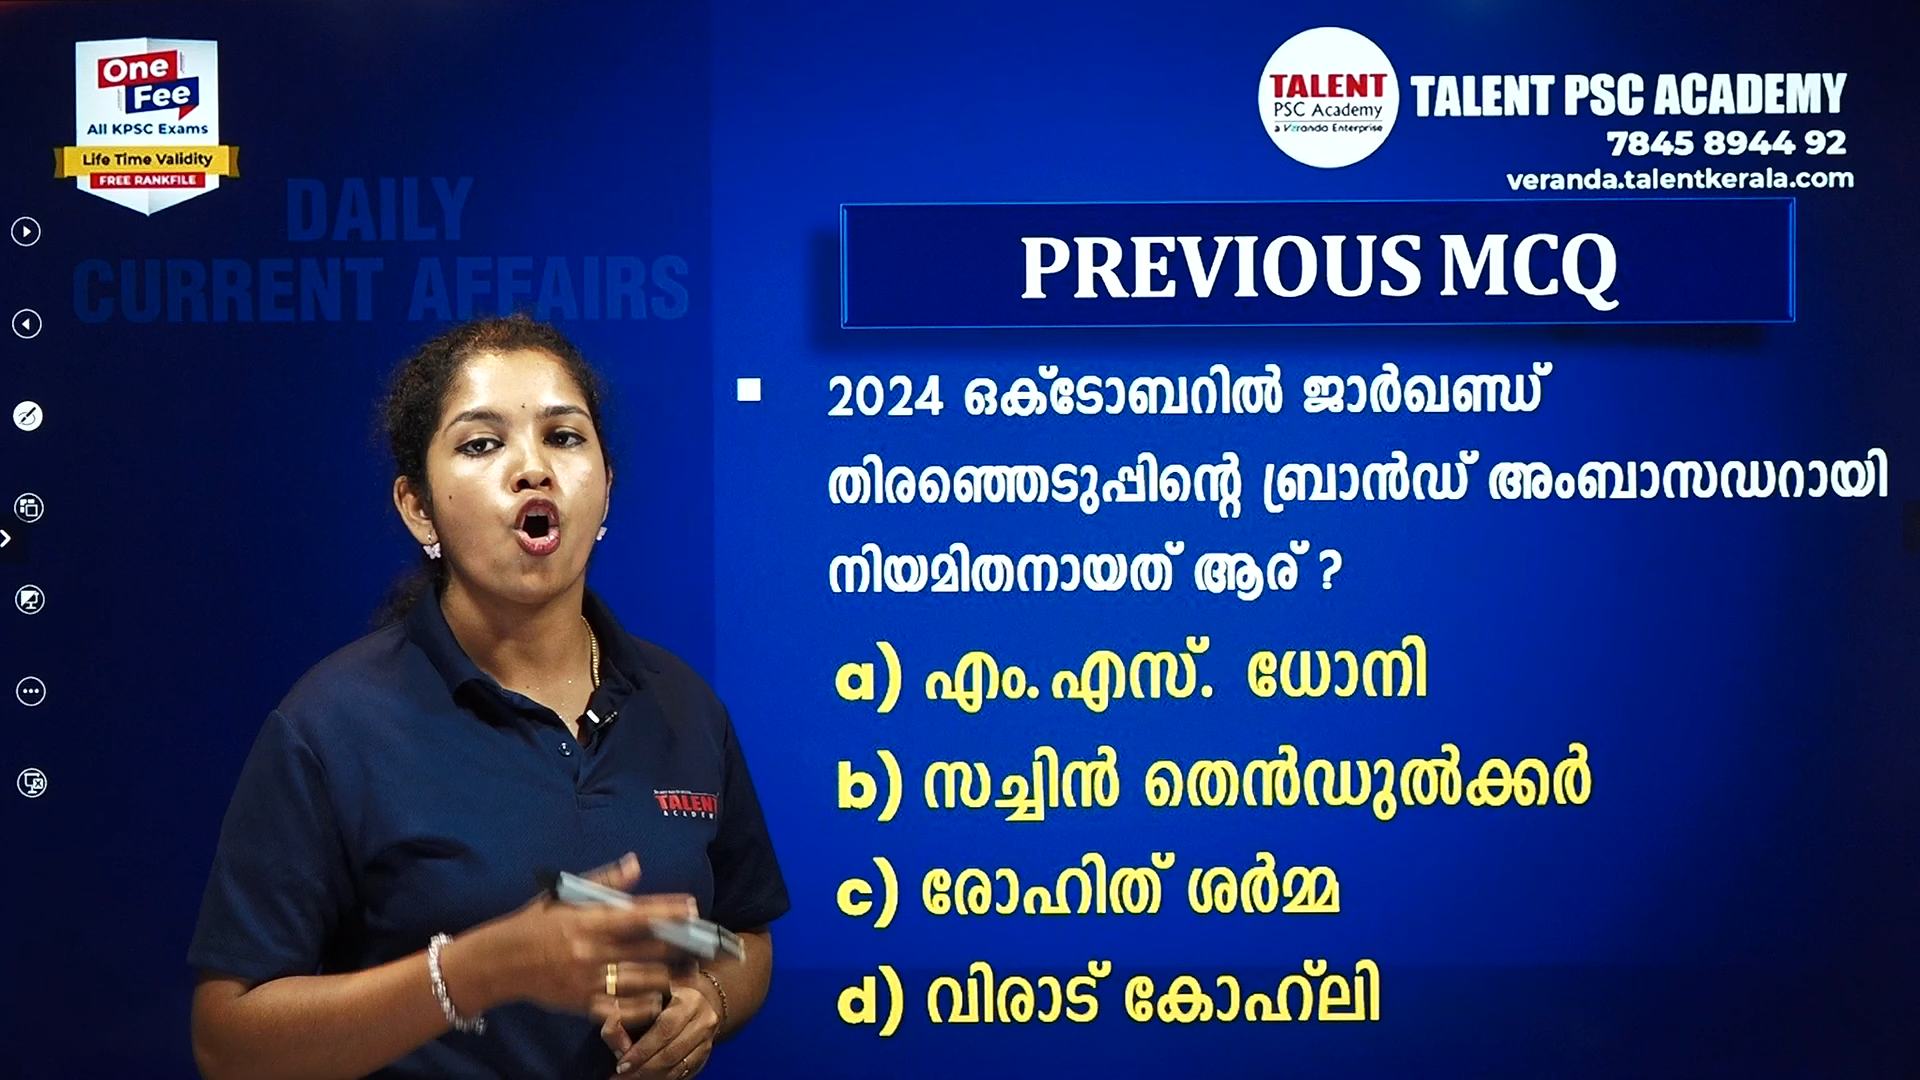 One
Fee
All KPSC Exams
Life Time Validity
FREE RANKFILE
TALENT
PSC Academy
a Veranda Enterprise
TALENT PSC ACADEMY
7845 8944 92
veranda.talentkerala.com
DAILY
CURRENT AFFAIRS
PREVIOUS MCQ
2024 ഒക്ടോബറിൽ ജാർഖണ്ഡ്
തിരഞ്ഞെടുപ്പിന്റെ ബ്രാൻഡ് അംബാസഡറായി
നിയമിതനായത് ആര് ?
a) എം. എസ്. ധോനി
b) സച്ചിൻ തെൻഡുൽക്കർ
c) രോഹിത് ശർമ്മ
d) വിരാട് കോഹ്‌ലി
TALENT
ACADEMY